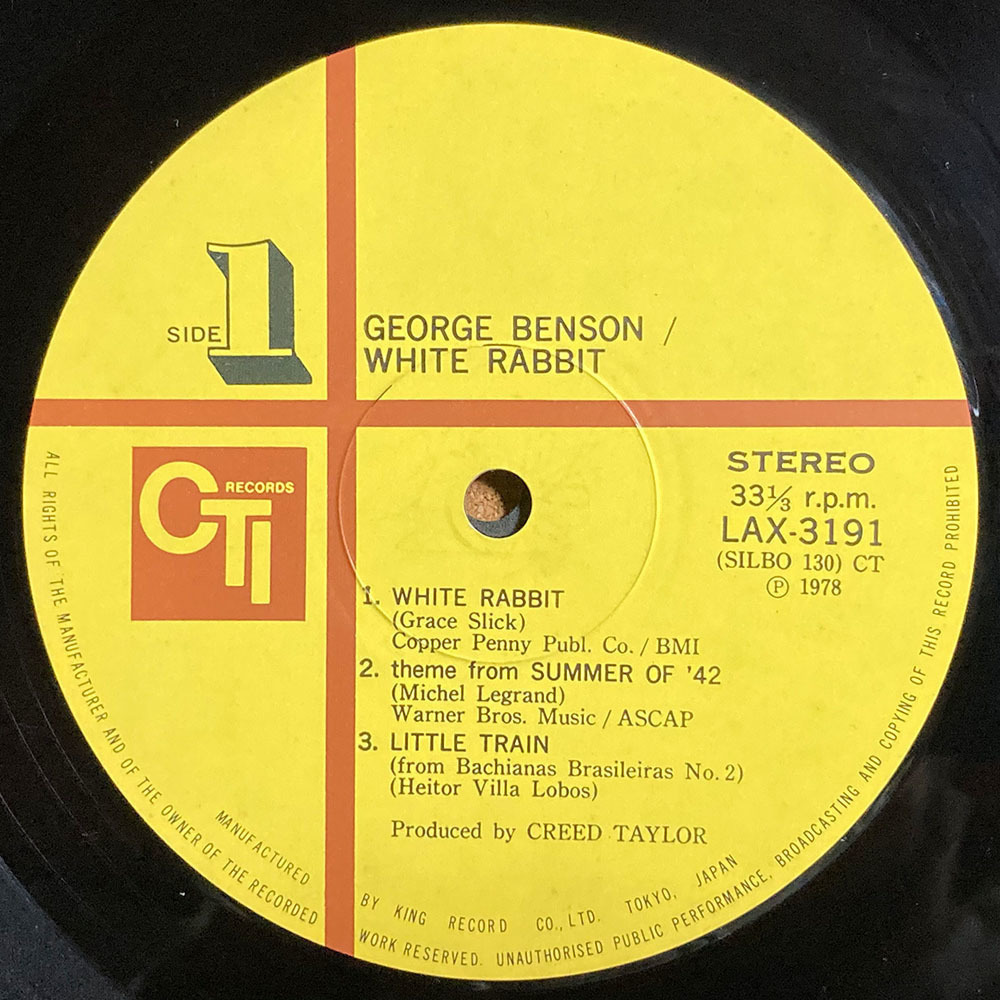 SIDE 1
GEORGE BENSON /
WHITE RABBIT
CTI RECORDS
STEREO
33⅓ r.p.m.
LAX-3191
(SILBO 130) CT
Ⓟ 1978
1. WHITE RABBIT
(Grace Slick)
Copper Penny Publ. Co. / BMI
2. theme from SUMMER OF '42
(Michel Legrand)
Warner Bros. Music / ASCAP
3. LITTLE TRAIN
(from Bachianas Brasileiras No. 2)
(Heitor Villa Lobos)
Produced by CREED TAYLOR
MANUFACTURED BY KING RECORD CO., LTD. TOKYO, JAPAN
ALL RIGHTS OF THE MANUFACTURER AND OF THE OWNER OF THE RECORDED WORK RESERVED. UNAUTHORISED PUBLIC PERFORMANCE, BROADCASTING AND COPYING OF THIS RECORD PROHIBITED